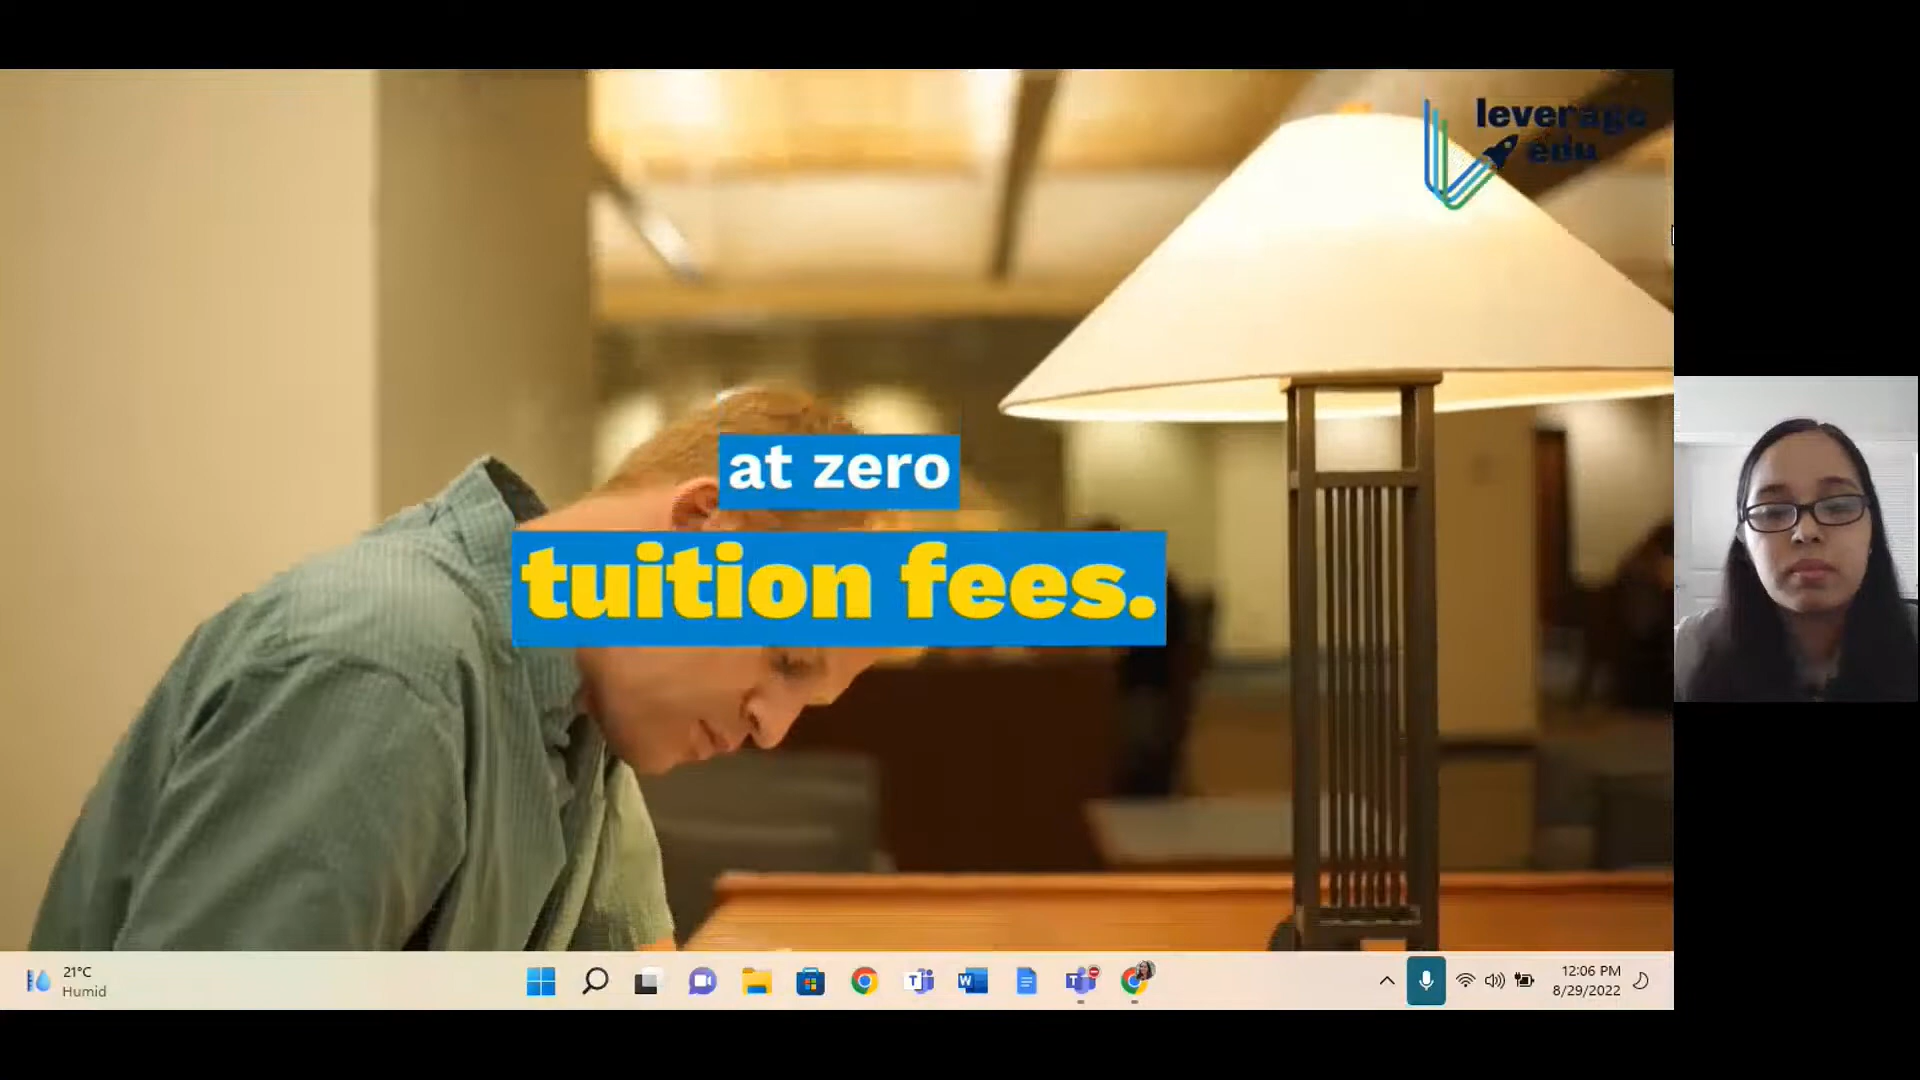 leverage
edu
at zero
tuition fees.
21°C
Humid
12:06 PM
8/29/2022